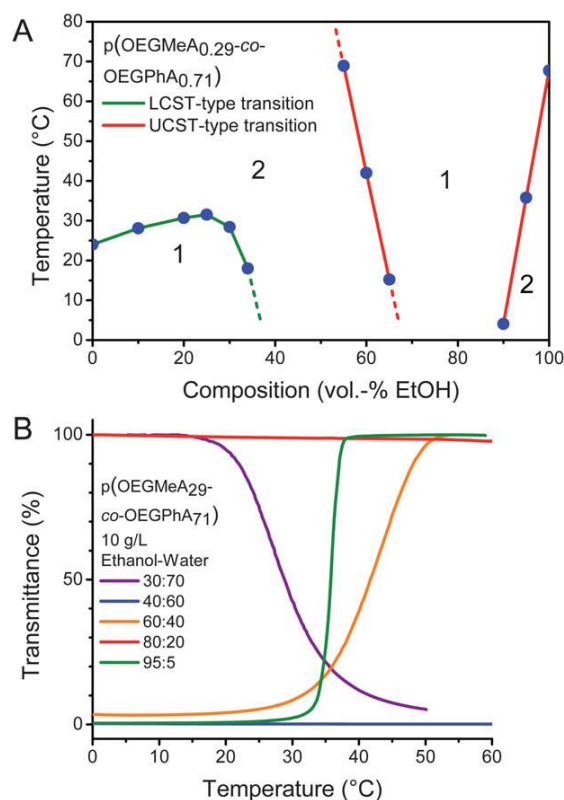 A
p(OEGMeA0.29-co-
OEGPhA0.71)
LCST-type transition
UCST-type transition
80
70
60
50
40
30
20
10
0
Temperature (°C)
2
1
1
2
0
20
40
60
80
100
Composition (vol.-% EtOH)
B
100
50
0
Transmittance (%)
p(OEGMeA29-
co-OEGPhA71)
10 g/L
Ethanol-Water
30:70
40:60
60:40
80:20
95:5
0
10
20
30
40
50
60
Temperature (°C)